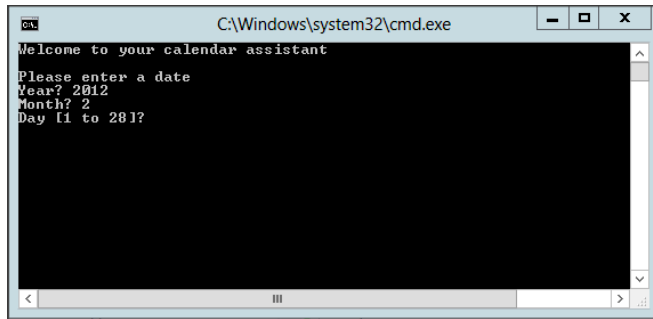 C:\Windows\system32\cmd.exe
Welcome to your calendar assistant
Please enter a date
Year? 2012
Month? 2
Day [1 to 28]?